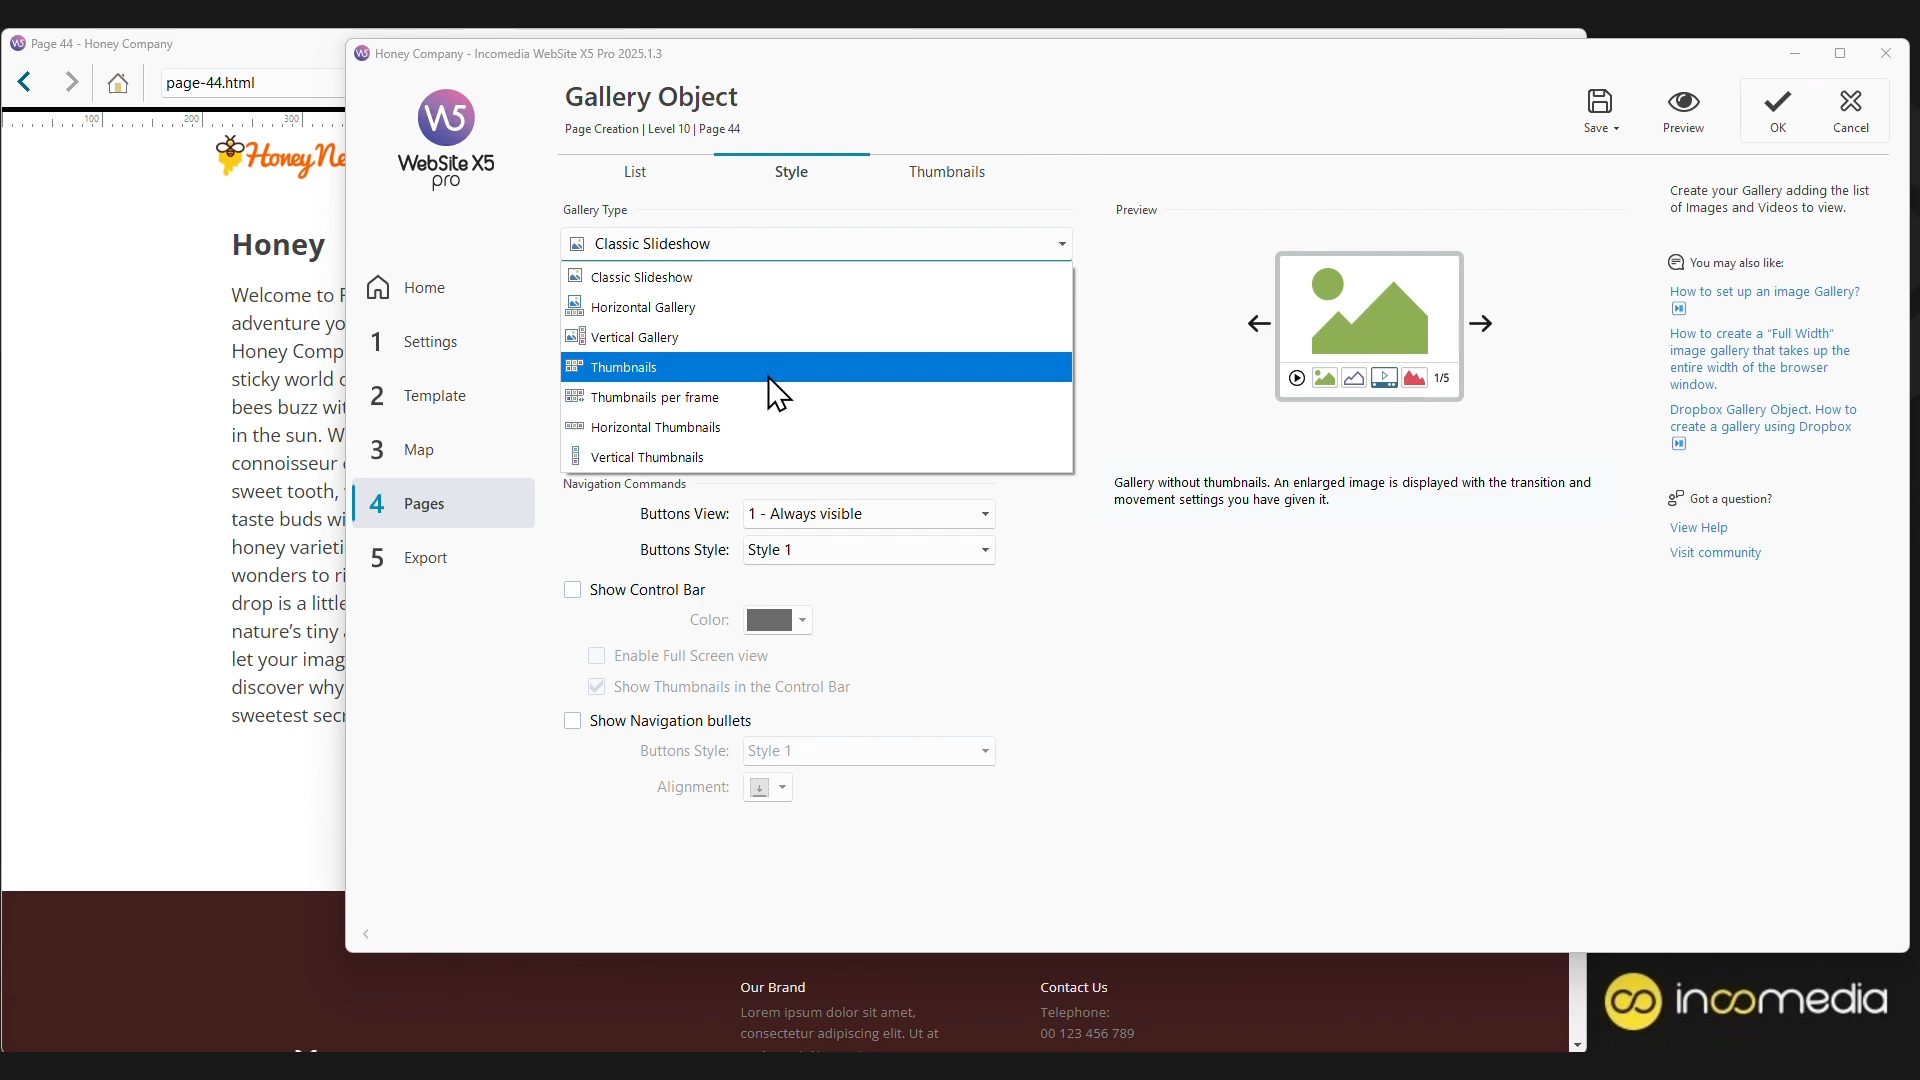 Page 44 - Honey Company
page-44.html
100
200
300
Honey
Welcome to
adventure yo
Honey Comp
sticky world
bees buzz wi
in the sun. W
connoisseur
sweet tooth,
taste buds wi
honey varieti
wonders to ri
drop is a little
nature's tiny
let your imag
discover why
sweetest secr
Honey Company - Incomedia WebSite X5 Pro 2025.1.3
WebSite X5
pro
Home
1 Settings
2 Template
3 Map
4 Pages
5 Export
Gallery Object
Page Creation | Level 10 | Page 44
Save
Preview
OK
Cancel
List
Style
Thumbnails
Gallery Type
Classic Slideshow
Classic Slideshow
Horizontal Gallery
Vertical Gallery
Thumbnails
Thumbnails per frame
Horizontal Thumbnails
Vertical Thumbnails
Navigation Commands
Buttons View: 1 - Always visible
Buttons Style: Style 1
Show Control Bar
Color:
Enable Full Screen view
Show Thumbnails in the Control Bar
Show Navigation bullets
Buttons Style: Style 1
Alignment:
Preview
1/5
Gallery without thumbnails. An enlarged image is displayed with the transition and
movement settings you have given it.
Create your Gallery adding the list
of Images and Videos to view.
You may also like:
How to set up an image Gallery?
How to create a "Full Width"
image gallery that takes up the
entire width of the browser
window.
Dropbox Gallery Object. How to
create a gallery using Dropbox
Got a question?
View Help
Visit community
Our Brand
Lorem ipsum dolor sit amet,
consectetur adipiscing elit. Ut at
Contact Us
Telephone:
00 123 456 789
incomedia